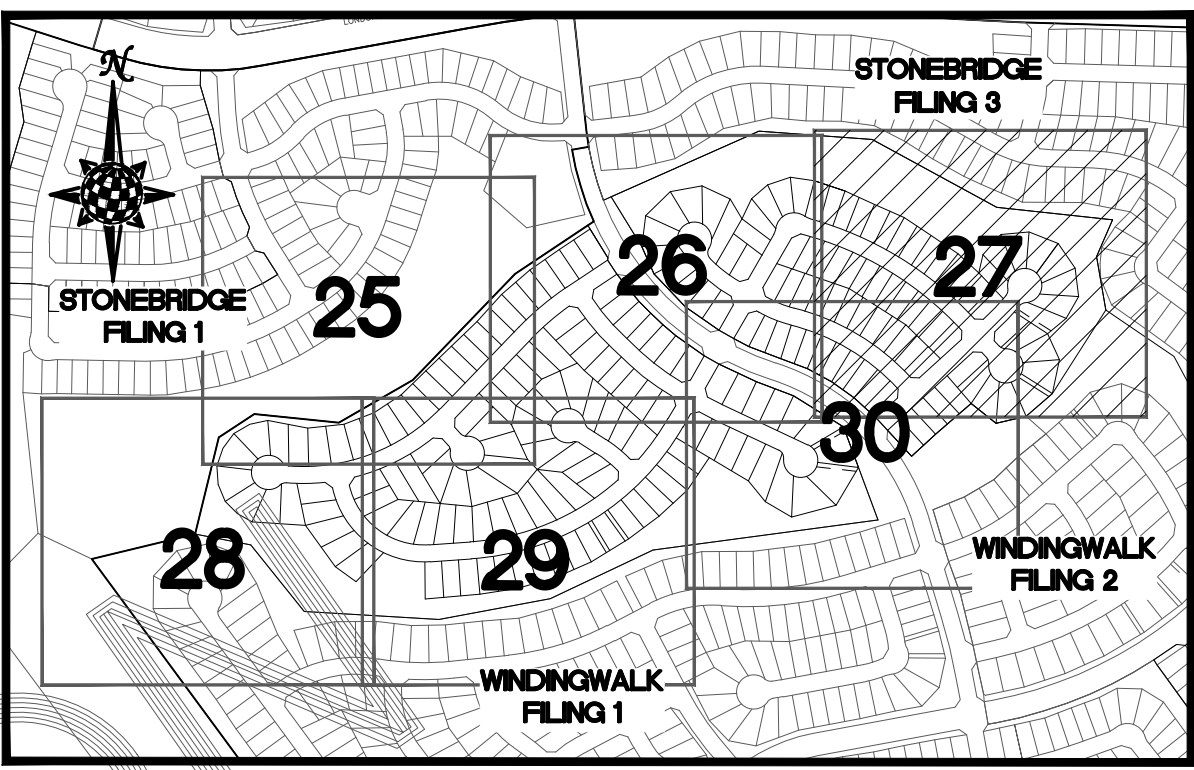 N
STONEBRIDGE
FILING 3
26
27
25
STONEBRIDGE
FILING 1
30
28
29
WINDINGWALK
FILING 2
WINDINGWALK
FILING 1